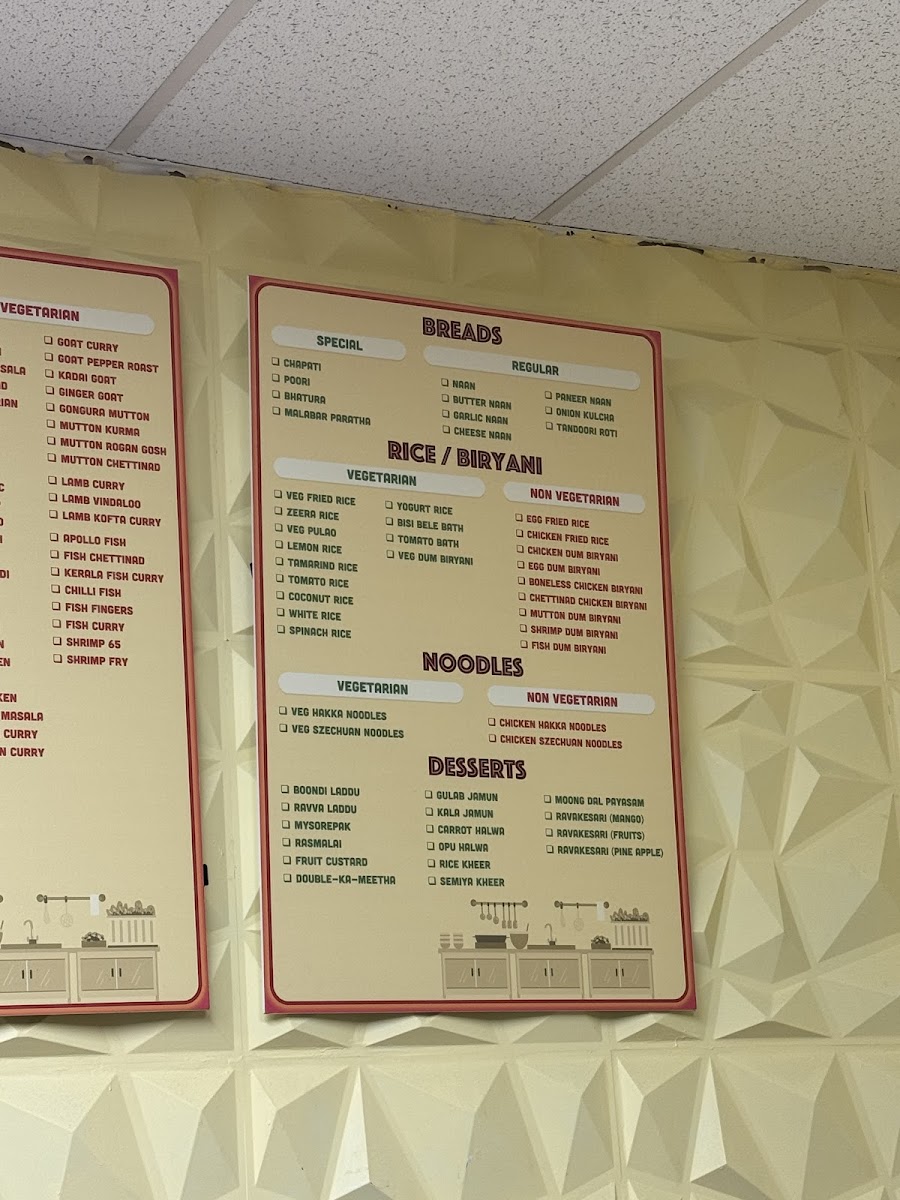 VEGETARIAN
GOAT CURRY
GOAT PEPPER ROAST
KADAI GOAT
GINGER GOAT
GONGURA MUTTON
MUTTON KURMA
MUTTON ROGAN GOSH
MUTTON CHETTINAD
LAMB CURRY
LAMB VINDALOO
LAMB KOFTA CURRY
APOLLO FISH
FISH CHETTINAD
KERALA FISH CURRY
CHILLI FISH
FISH FINGERS
FISH CURRY
SHRIMP 65
SHRIMP FRY
MASALA
CURRY
CURRY
BREADS
SPECIAL
CHAPATI
POORI
BHATURA
MALABAR PARATHA
REGULAR
NAAN
BUTTER NAAN
GARLIC NAAN
CHEESE NAAN
PANEER NAAN
ONION KULCHA
TANDOORI ROTI
RICE / BIRYANI
VEGETARIAN
VEG FRIED RICE
ZEERA RICE
VEG PULAO
LEMON RICE
TAMARIND RICE
TOMATO RICE
COCONUT RICE
WHITE RICE
SPINACH RICE
YOGURT RICE
BISI BELE BATH
TOMATO BATH
VEG DUM BIRYANI
NON VEGETARIAN
EGG FRIED RICE
CHICKEN FRIED RICE
CHICKEN DUM BIRYANI
EGG DUM BIRYANI
BONELESS CHICKEN BIRYANI
CHETTINAD CHICKEN BIRYANI
MUTTON DUM BIRYANI
SHRIMP DUM BIRYANI
FISH DUM BIRYANI
NOODLES
VEGETARIAN
VEG HAKKA NOODLES
VEG SZECHUAN NOODLES
NON VEGETARIAN
CHICKEN HAKKA NOODLES
CHICKEN SZECHUAN NOODLES
DESSERTS
BOONDI LADDU
RAVVA LADDU
MYSOREPAK
RASMALAI
FRUIT CUSTARD
DOUBLE-KA-MEETHA
GULAB JAMUN
KALA JAMUN
CARROT HALWA
OPU HALWA
RICE KHEER
SEMIYA KHEER
MOONG DAL PAYASAM
RAVAKESARI (MANGO)
RAVAKESARI (FRUITS)
RAVAKESARI (PINE APPLE)